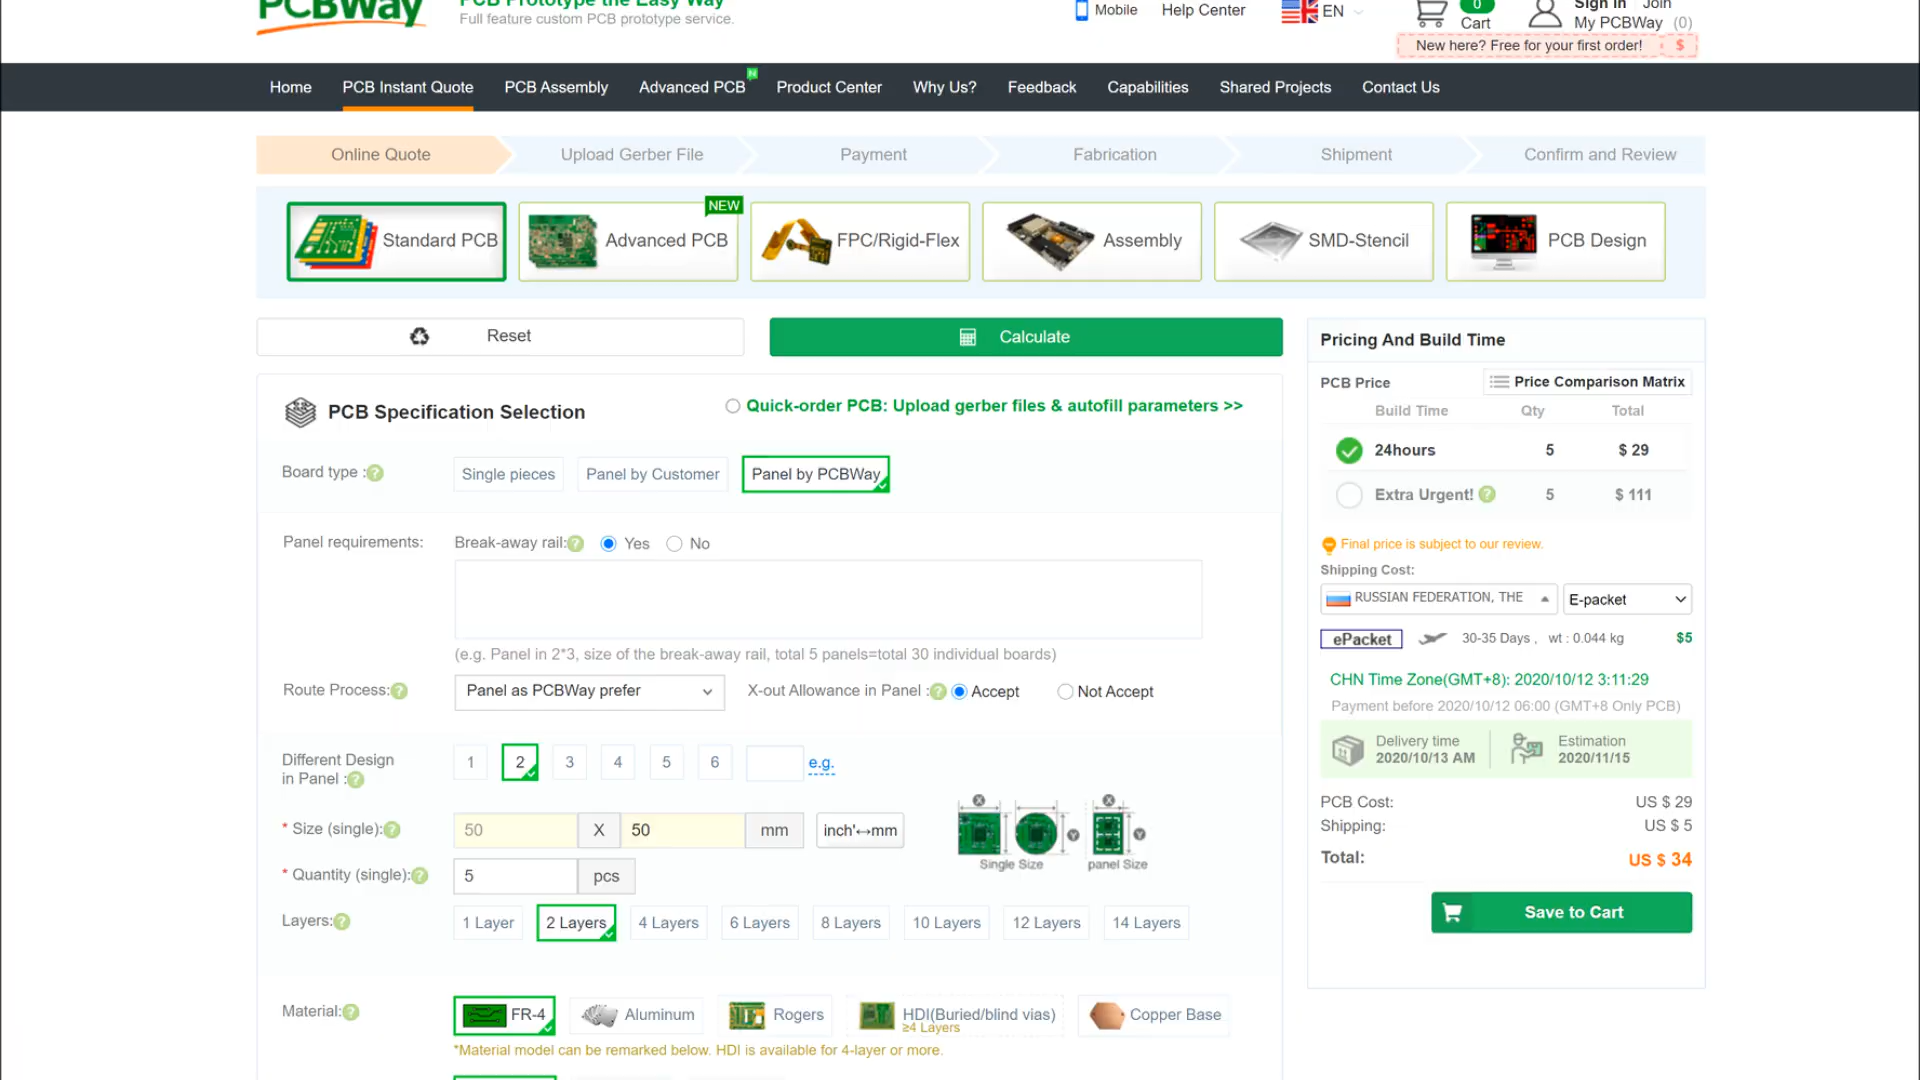 PCBWay
PCB Prototype the Easy Way
Full feature custom PCB prototype service.
Mobile
Help Center
EN
0
Cart
Sign in Join
My PCBWay (0)
New here? Free for your first order! $
Home PCB Instant Quote PCB Assembly Advanced PCB N Product Center Why Us? Feedback Capabilities Shared Projects Contact Us
Online Quote Upload Gerber File Payment Fabrication Shipment Confirm and Review
NEW
Standard PCB Advanced PCB FPC/Rigid-Flex Assembly SMD-Stencil PCB Design
Reset
Calculate
PCB Specification Selection
Quick-order PCB: Upload gerber files & autofill parameters >>
Board type :?
Single pieces Panel by Customer Panel by PCBWay
Panel requirements: Break-away rail:? Yes No
(e.g. Panel in 2*3, size of the break-away rail, total 5 panels=total 30 individual boards)
Route Process:? Panel as PCBWay prefer X-out Allowance in Panel :? Accept Not Accept
Different Design
in Panel :?
1 2 3 4 5 6 e.g.
* Size (single):? 50 X 50 mm inch'↔mm
X X Y Y
Single Size panel Size
* Quantity (single):? 5 pcs
Layers:? 1 Layer 2 Layers 4 Layers 6 Layers 8 Layers 10 Layers 12 Layers 14 Layers
Material:? FR-4 Aluminum Rogers HDI(Buried/blind vias) Copper Base
≥4 Layers
*Material model can be remarked below. HDI is available for 4-layer or more.
Pricing And Build Time
PCB Price Price Comparison Matrix
Build Time Qty Total
24hours 5 $ 29
Extra Urgent! ? 5 $ 111
Final price is subject to our review.
Shipping Cost:
RUSSIAN FEDERATION, THE E-packet
ePacket 30-35 Days , wt : 0.044 kg $5
CHN Time Zone(GMT+8): 2020/10/12 3:11:29
Payment before 2020/10/12 06:00 (GMT+8 Only PCB)
Delivery time
2020/10/13 AM
Estimation
2020/11/15
PCB Cost: US $ 29
Shipping: US $ 5
Total: US $ 34
Save to Cart